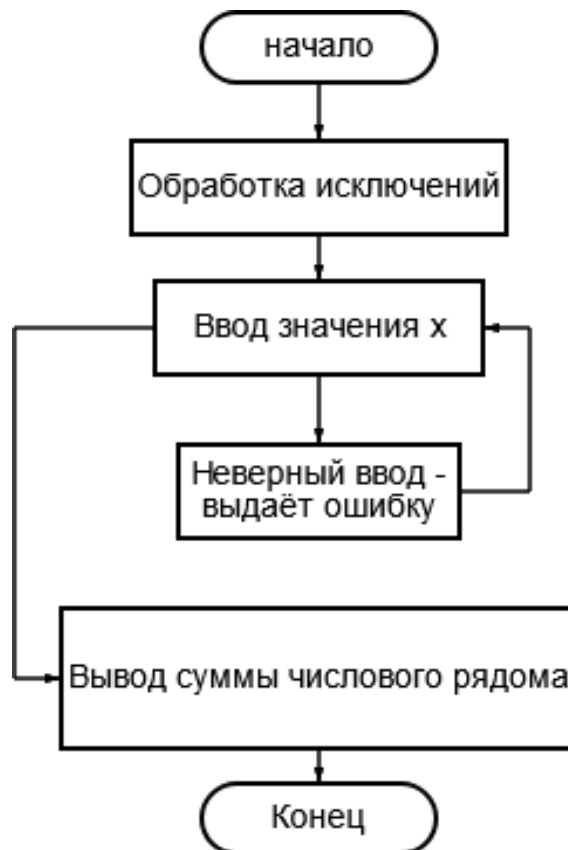 начало
Обработка исключений
Ввод значения x
Неверный ввод -
выдаёт ошибку
Вывод суммы числового рядома
Конец